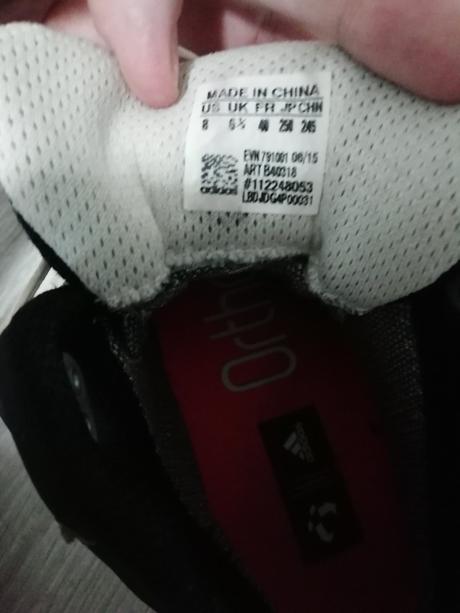 MADE IN CHINA
US UK FR JP CHN
8 6½ 40 250 245
EVN 791001 06/15
ART B40318
adidas
#112248053
LBDJDG4P00031
Ortho
adidas